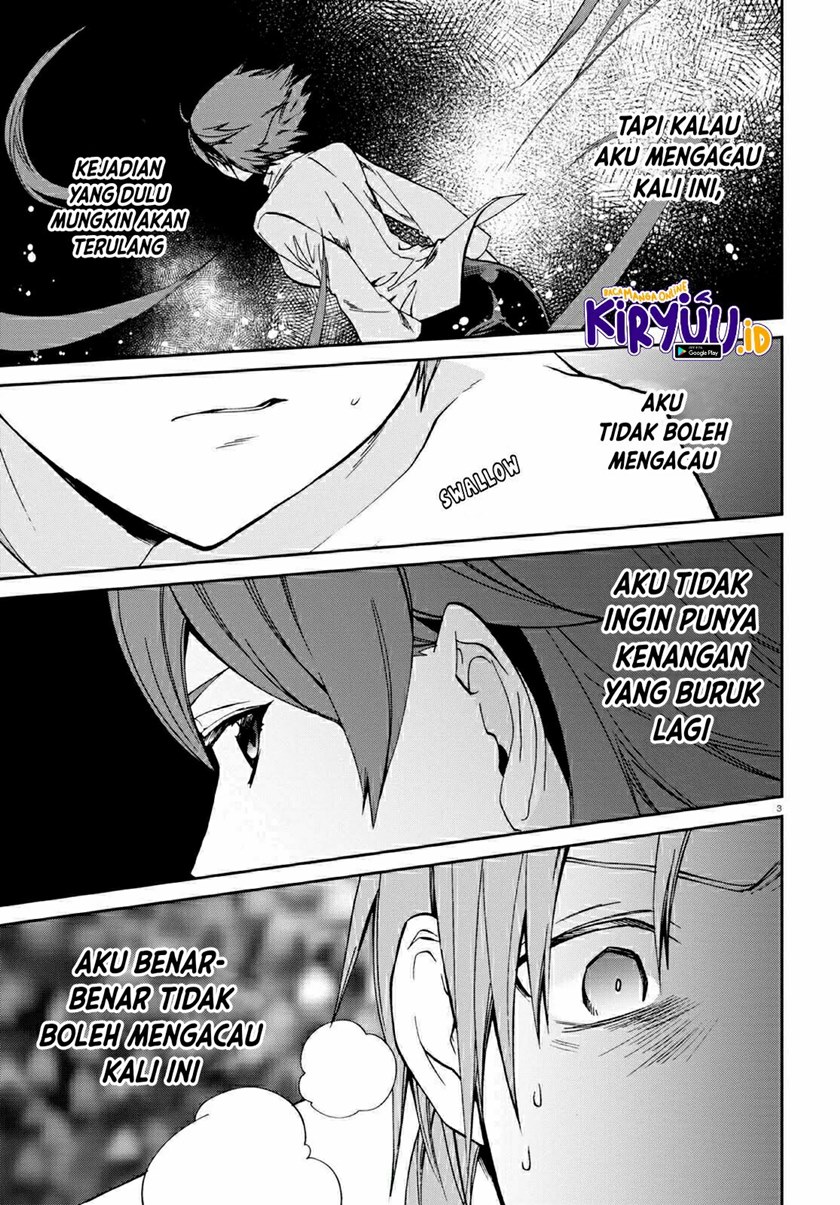 TAPI KALAU
AKU MENGACAU
KALI INI,
KEJADIAN
YANG DULU
MUNGKIN AKAN
TERULANG
BACA MANGA ONLINE
KIRYUU.ID
Google Play
AKU
TIDAK BOLEH
MENGACAU
SWALLOW
AKU TIDAK
INGIN PUNYA
KENANGAN
YANG BURUK
LAGI
3
AKU BENAR-
BENAR TIDAK
BOLEH MENGACAU
KALI INI